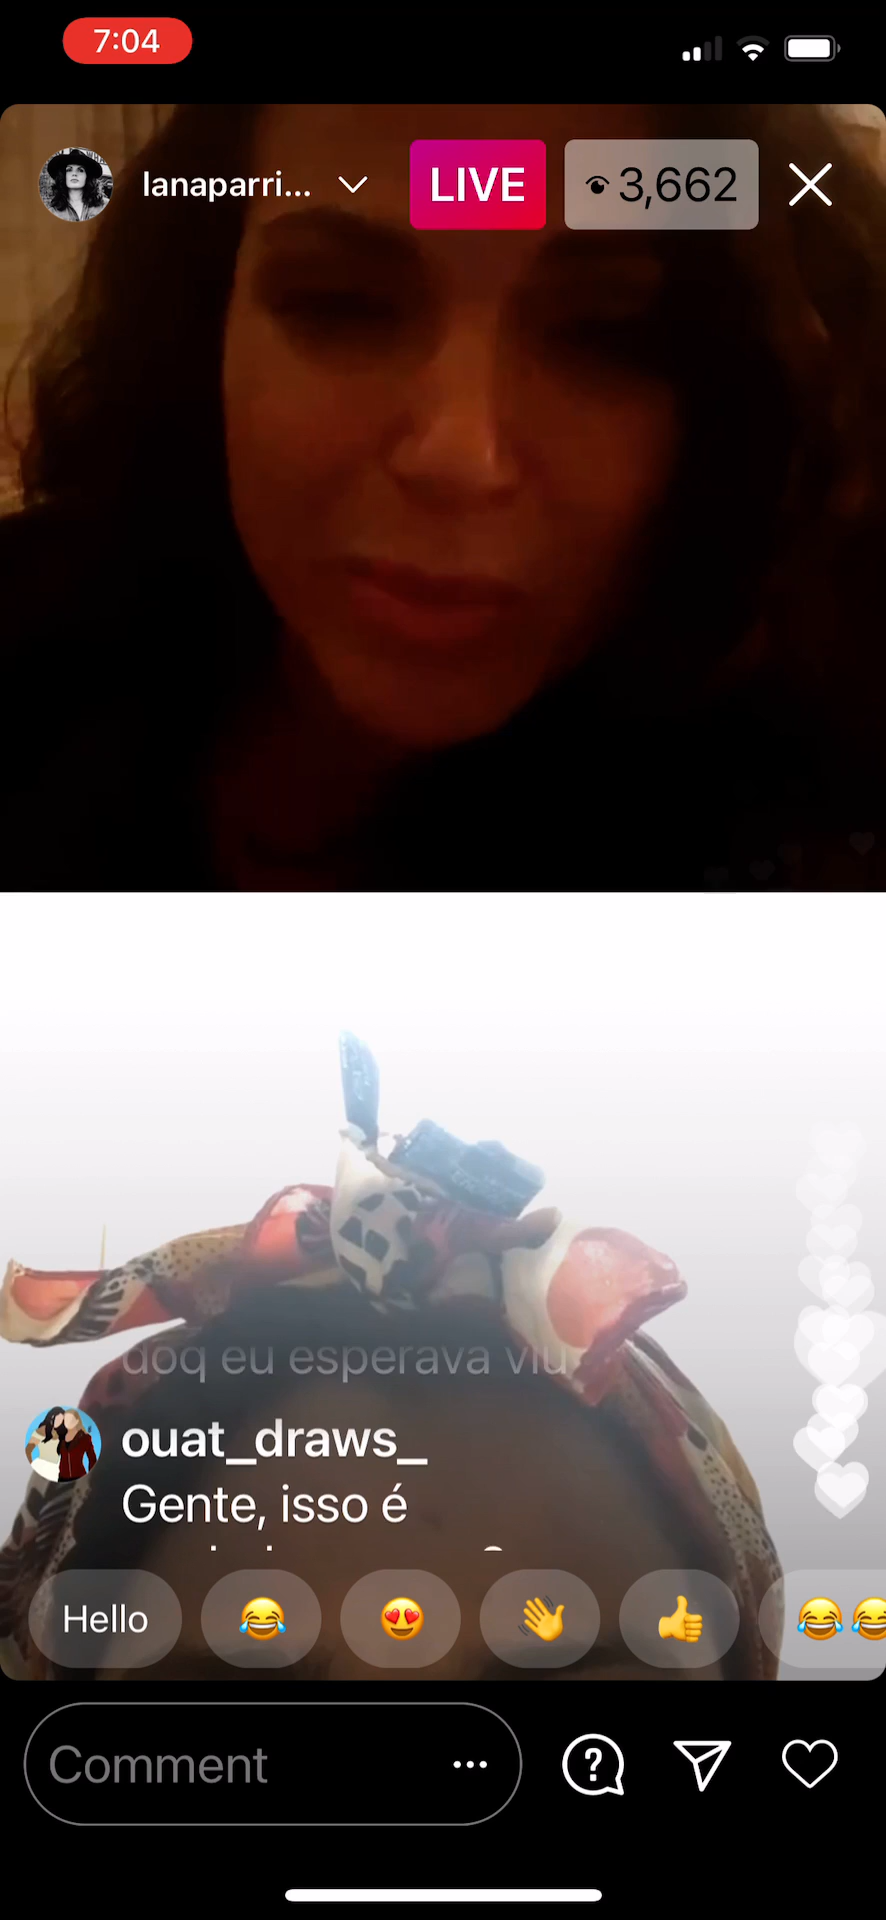 7:04
lanaparri...
LIVE
3,662
doq eu esperava viu
ouat_draws_
Gente, isso é
Hello
Comment